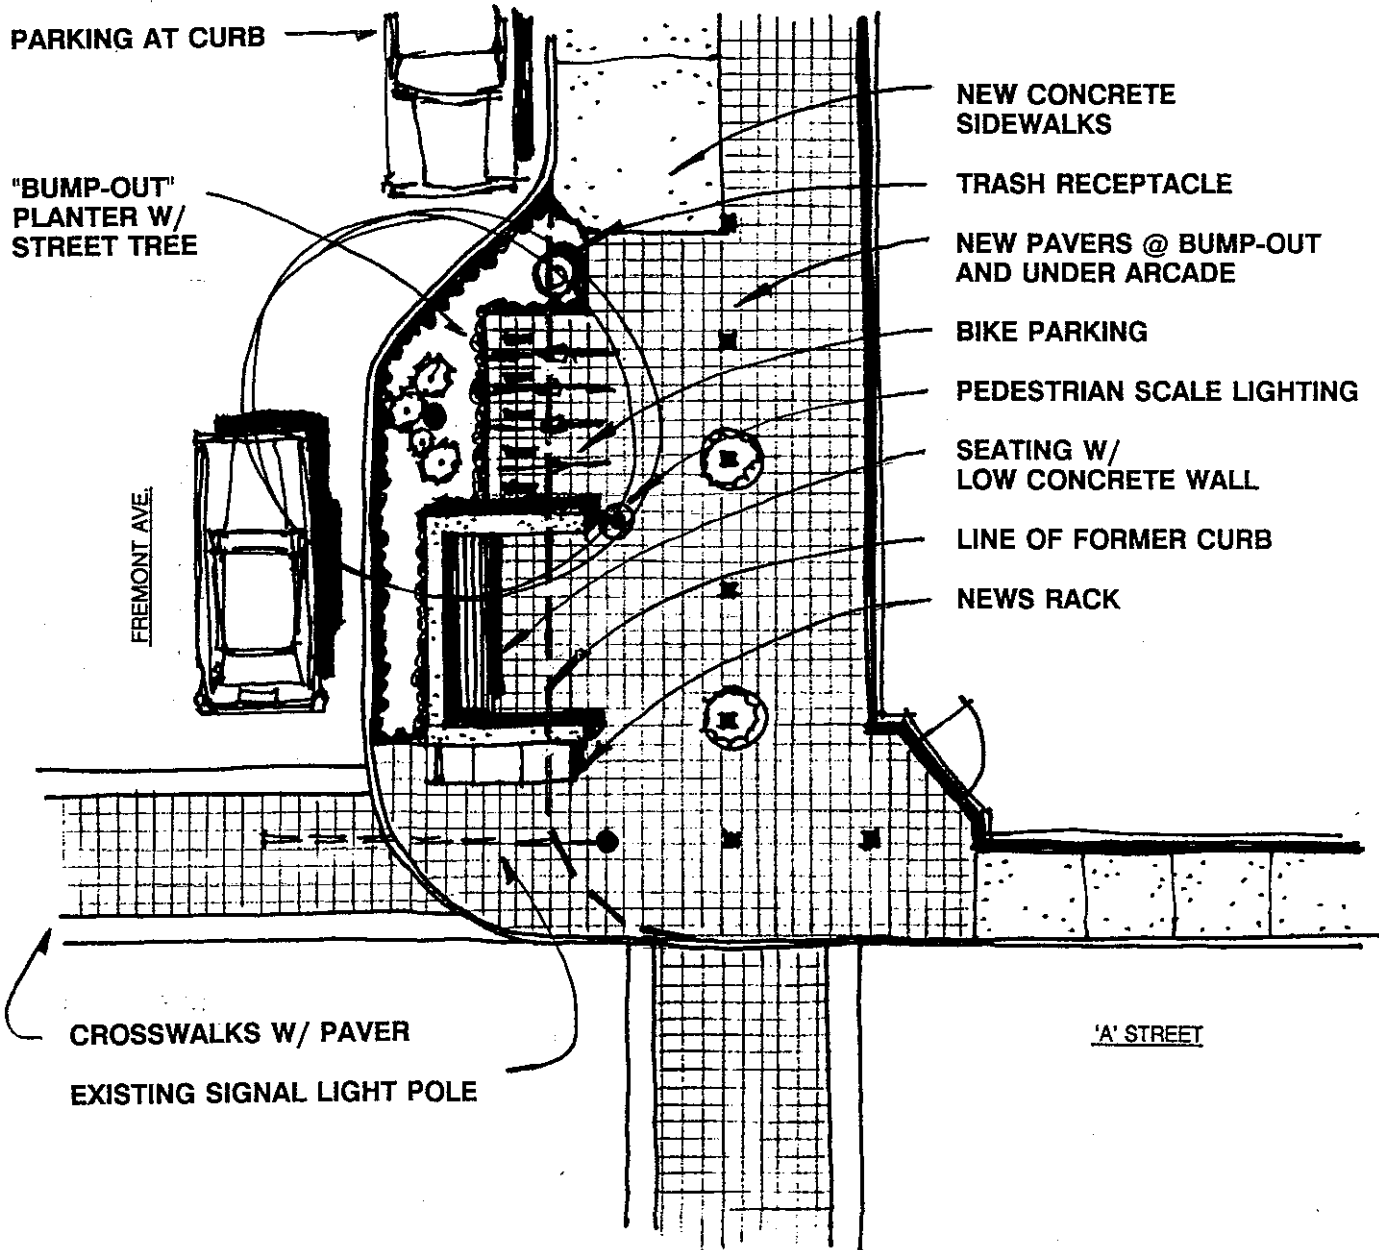 PARKING AT CURB
"BUMP-OUT"
PLANTER W/
STREET TREE
NEW CONCRETE
SIDEWALKS
TRASH RECEPTACLE
NEW PAVERS @ BUMP-OUT
AND UNDER ARCADE
BIKE PARKING
PEDESTRIAN SCALE LIGHTING
SEATING W/
LOW CONCRETE WALL
LINE OF FORMER CURB
NEWS RACK
FREMONT AVE.
CROSSWALKS W/ PAVER
EXISTING SIGNAL LIGHT POLE
'A' STREET